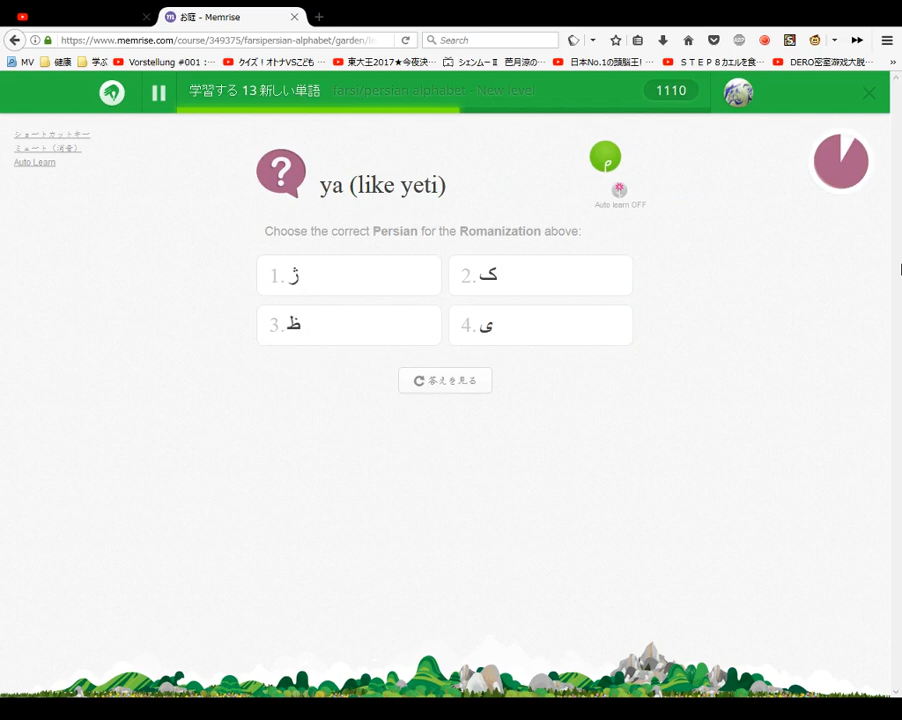 お庭 - Memrise
https://www.memrise.com/course/349375/farsipersian-alphabet/garden/
Search
MV 健康 学ぶ Vorstellung #001 : ··· クイズ！オトナVSこども ··· 東大王2017★今夜決··· シェンムーⅡ 芭月涼の··· 日本No.1の頭脳王! ··· ＳＴＥＰ８カエルを食··· DERO密室游戏大脱···
学習する 13 新しい単語 farsi/persian alphabet - New level 1110
ショートカットキー
ミュート（消音）
Auto Learn
? ya (like yeti)
م
Auto learn OFF
Choose the correct Persian for the Romanization above:
1. ژ 2. ک
3. ظ 4. ی
答えを見る